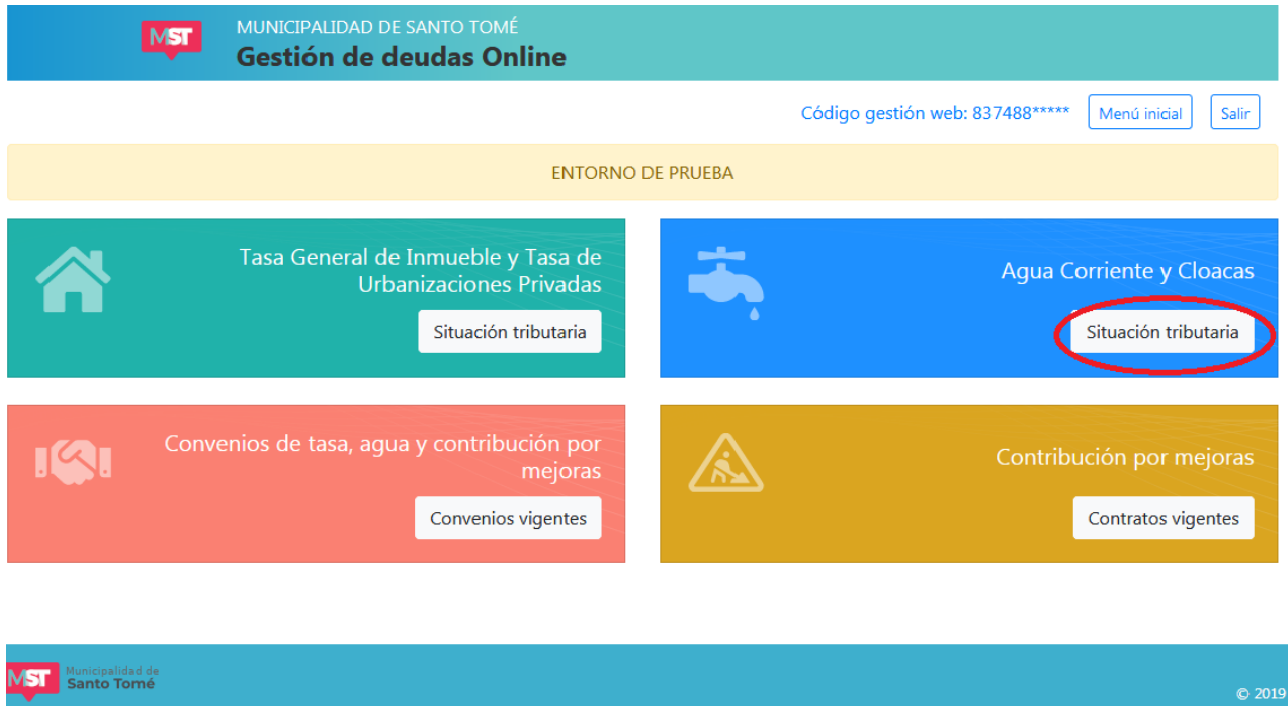 MST
MUNICIPALIDAD DE SANTO TOMÉ
Gestión de deudas Online
Código gestión web: 837488*****
Menú inicial
Salir
ENTORNO DE PRUEBA
Tasa General de Inmueble y Tasa de
Urbanizaciones Privadas
Situación tributaria
Agua Corriente y Cloacas
Situación tributaria
Convenios de tasa, agua y contribución por
mejoras
Convenios vigentes
Contribución por mejoras
Contratos vigentes
MST
Municipalidad de
Santo Tomé
© 2019